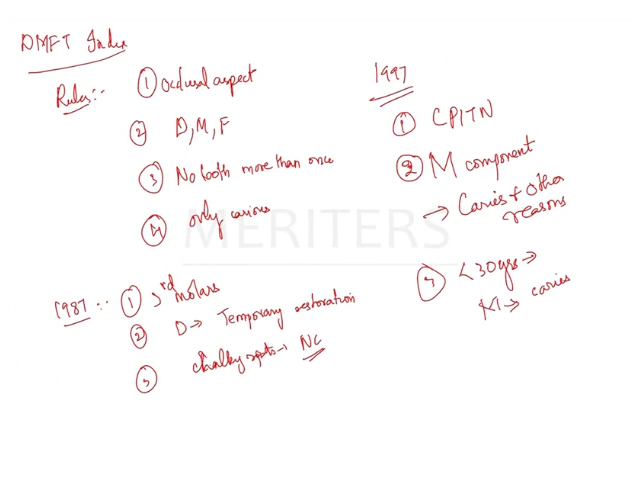 DMFT Index
Rules:-
① Occlusal aspect
② D, M, F
③ No tooth more than once
④ only carious
MERITERS
1987 :-
① 3rd molars
② D → Temporary restoration
③ chalky spots → NC
1997
① CPITN
② M component
→ Caries + Other
reasons
③ < 30 yrs →
→ caries